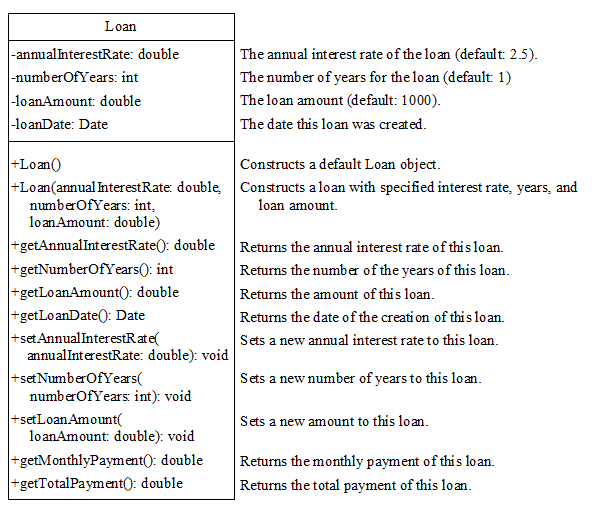 Loan
-annualInterestRate: double
The annual interest rate of the loan (default: 2.5).
-numberOfYears: int
The number of years for the loan (default: 1)
-loanAmount: double
The loan amount (default: 1000).
-loanDate: Date
The date this loan was created.
+Loan()
Constructs a default Loan object.
+Loan(annualInterestRate: double,
numberOfYears: int,
loanAmount: double)
Constructs a loan with specified interest rate, years, and
loan amount.
+getAnnualInterestRate(): double
Returns the annual interest rate of this loan.
+getNumberOfYears(): int
Returns the number of the years of this loan.
+getLoanAmount(): double
Returns the amount of this loan.
+getLoanDate(): Date
Returns the date of the creation of this loan.
+setAnnualInterestRate(
annualInterestRate: double): void
Sets a new annual interest rate to this loan.
+setNumberOfYears(
numberOfYears: int): void
Sets a new number of years to this loan.
+setLoanAmount(
loanAmount: double): void
Sets a new amount to this loan.
+getMonthlyPayment(): double
Returns the monthly payment of this loan.
+getTotalPayment(): double
Returns the total payment of this loan.